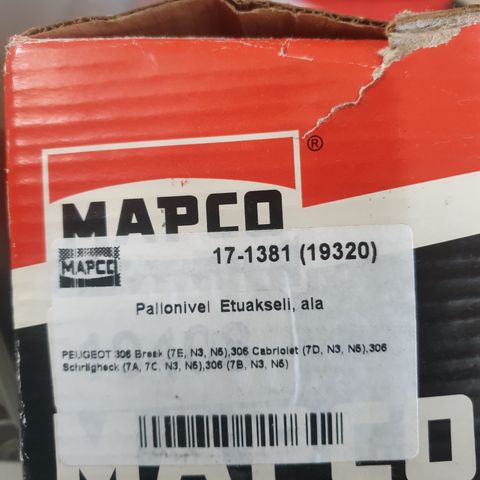 ®
MAPCO
MAPCO 17-1381 (19320)
Pallonivel Etuakseli, ala
PEUGEOT 306 Break (7E, N3, N5),306 Cabriolet (7D, N3, N5),306
Schrägheck (7A, 7C, N3, N5),306 (7B, N3, N5)
MAPCO